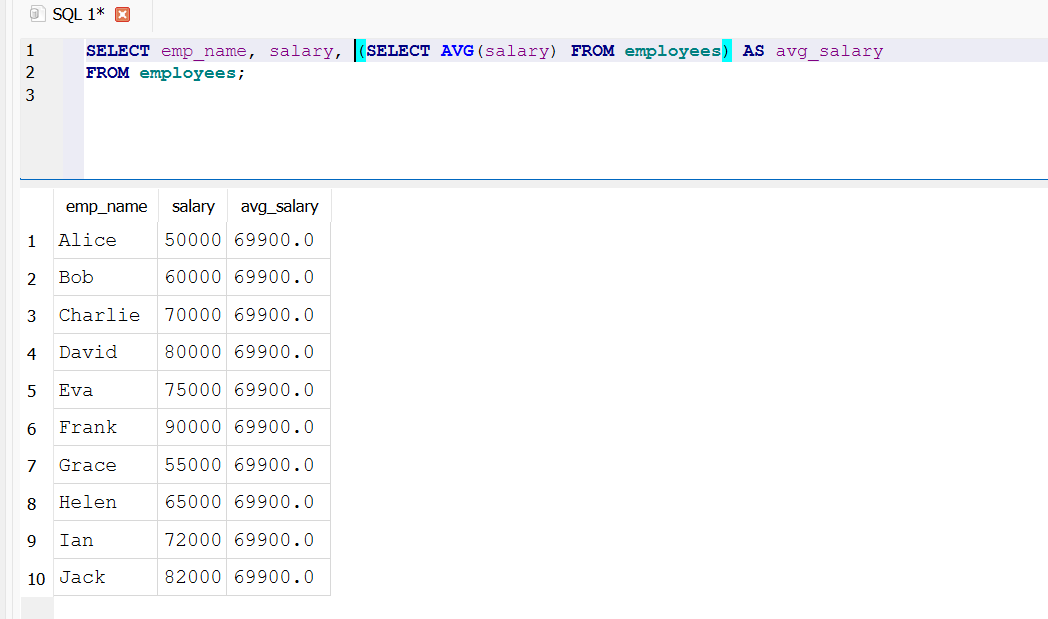 SQL 1*
1 SELECT emp_name, salary, (SELECT AVG(salary) FROM employees) AS avg_salary
2 FROM employees;
3
emp_name salary avg_salary
1 Alice 50000 69900.0
2 Bob 60000 69900.0
3 Charlie 70000 69900.0
4 David 80000 69900.0
5 Eva 75000 69900.0
6 Frank 90000 69900.0
7 Grace 55000 69900.0
8 Helen 65000 69900.0
9 Ian 72000 69900.0
10 Jack 82000 69900.0